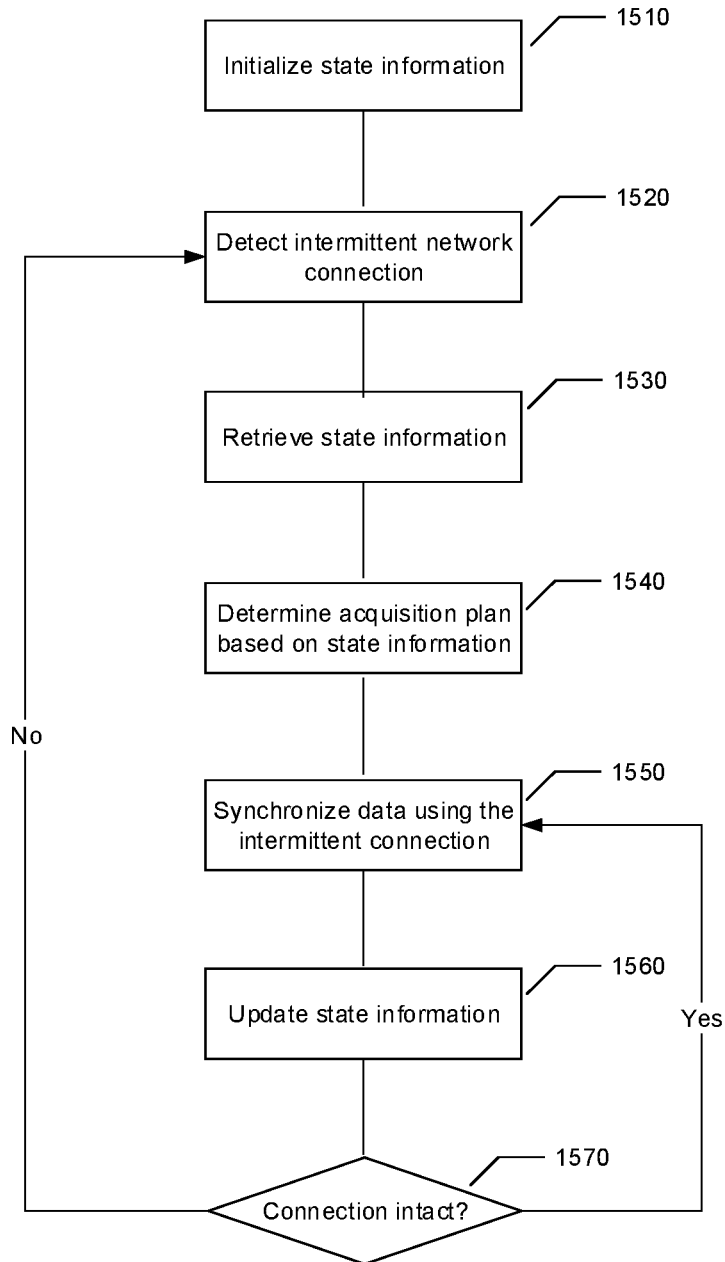 1510
Initialize state information
1520
Detect intermittent network
connection
1530
Retrieve state information
1540
Determine acquisition plan
based on state information
No
1550
Synchronize data using the
intermittent connection
1560
Update state information
Yes
1570
Connection intact?